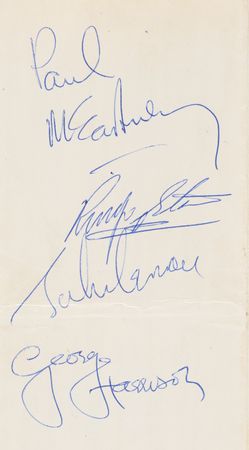 Paul
McCartney
Ringo Starr
John Lennon
George
Harrison